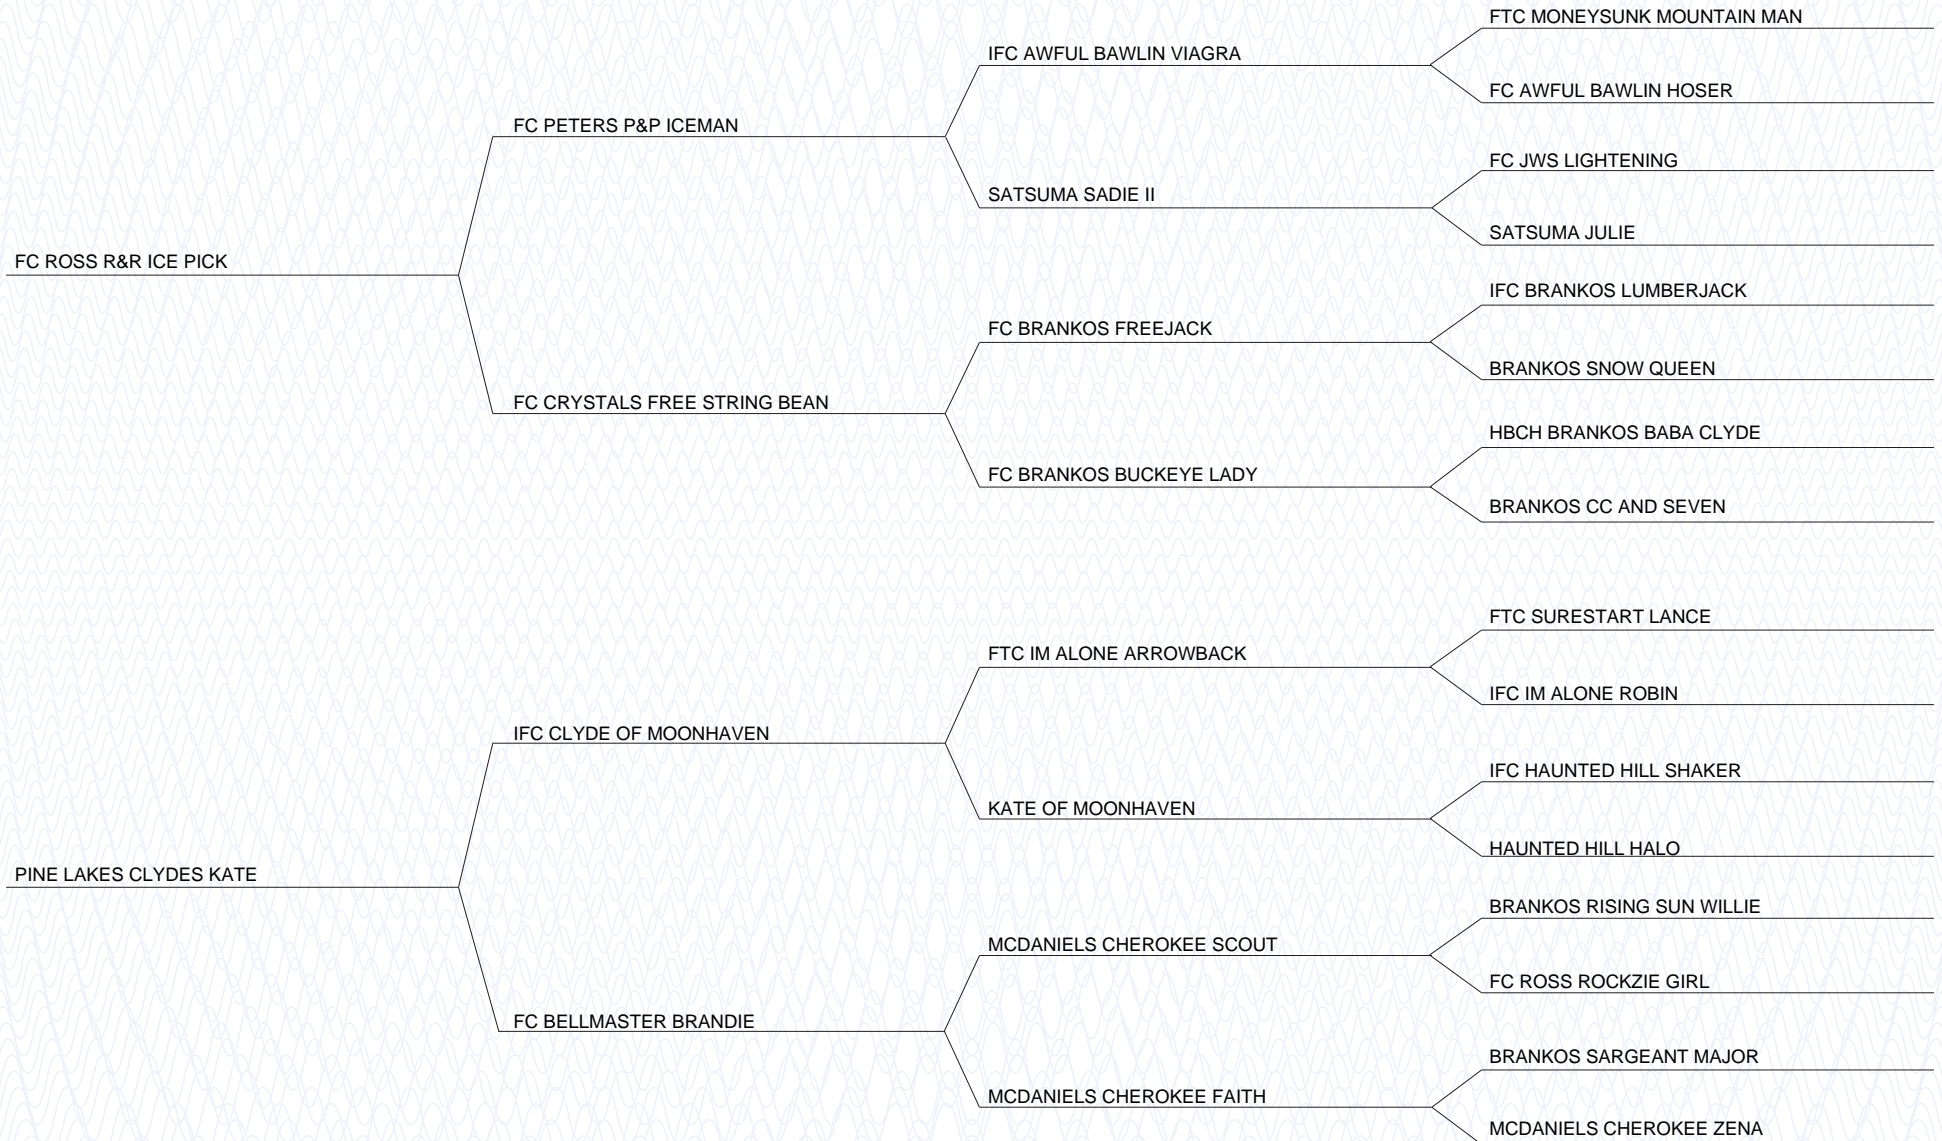 FTC MONEYSUNK MOUNTAIN MAN
IFC AWFUL BAWLIN VIAGRA
FC AWFUL BAWLIN HOSER
FC PETERS P&P ICEMAN
FC JWS LIGHTENING
SATSUMA SADIE II
SATSUMA JULIE
FC ROSS R&R ICE PICK
IFC BRANKOS LUMBERJACK
FC BRANKOS FREEJACK
BRANKOS SNOW QUEEN
FC CRYSTALS FREE STRING BEAN
HBCH BRANKOS BABA CLYDE
FC BRANKOS BUCKEYE LADY
BRANKOS CC AND SEVEN
FTC SURESTART LANCE
FTC IM ALONE ARROWBACK
IFC IM ALONE ROBIN
IFC CLYDE OF MOONHAVEN
IFC HAUNTED HILL SHAKER
KATE OF MOONHAVEN
HAUNTED HILL HALO
PINE LAKES CLYDES KATE
BRANKOS RISING SUN WILLIE
MCDANIELS CHEROKEE SCOUT
FC ROSS ROCKZIE GIRL
FC BELLMASTER BRANDIE
BRANKOS SARGEANT MAJOR
MCDANIELS CHEROKEE FAITH
MCDANIELS CHEROKEE ZENA